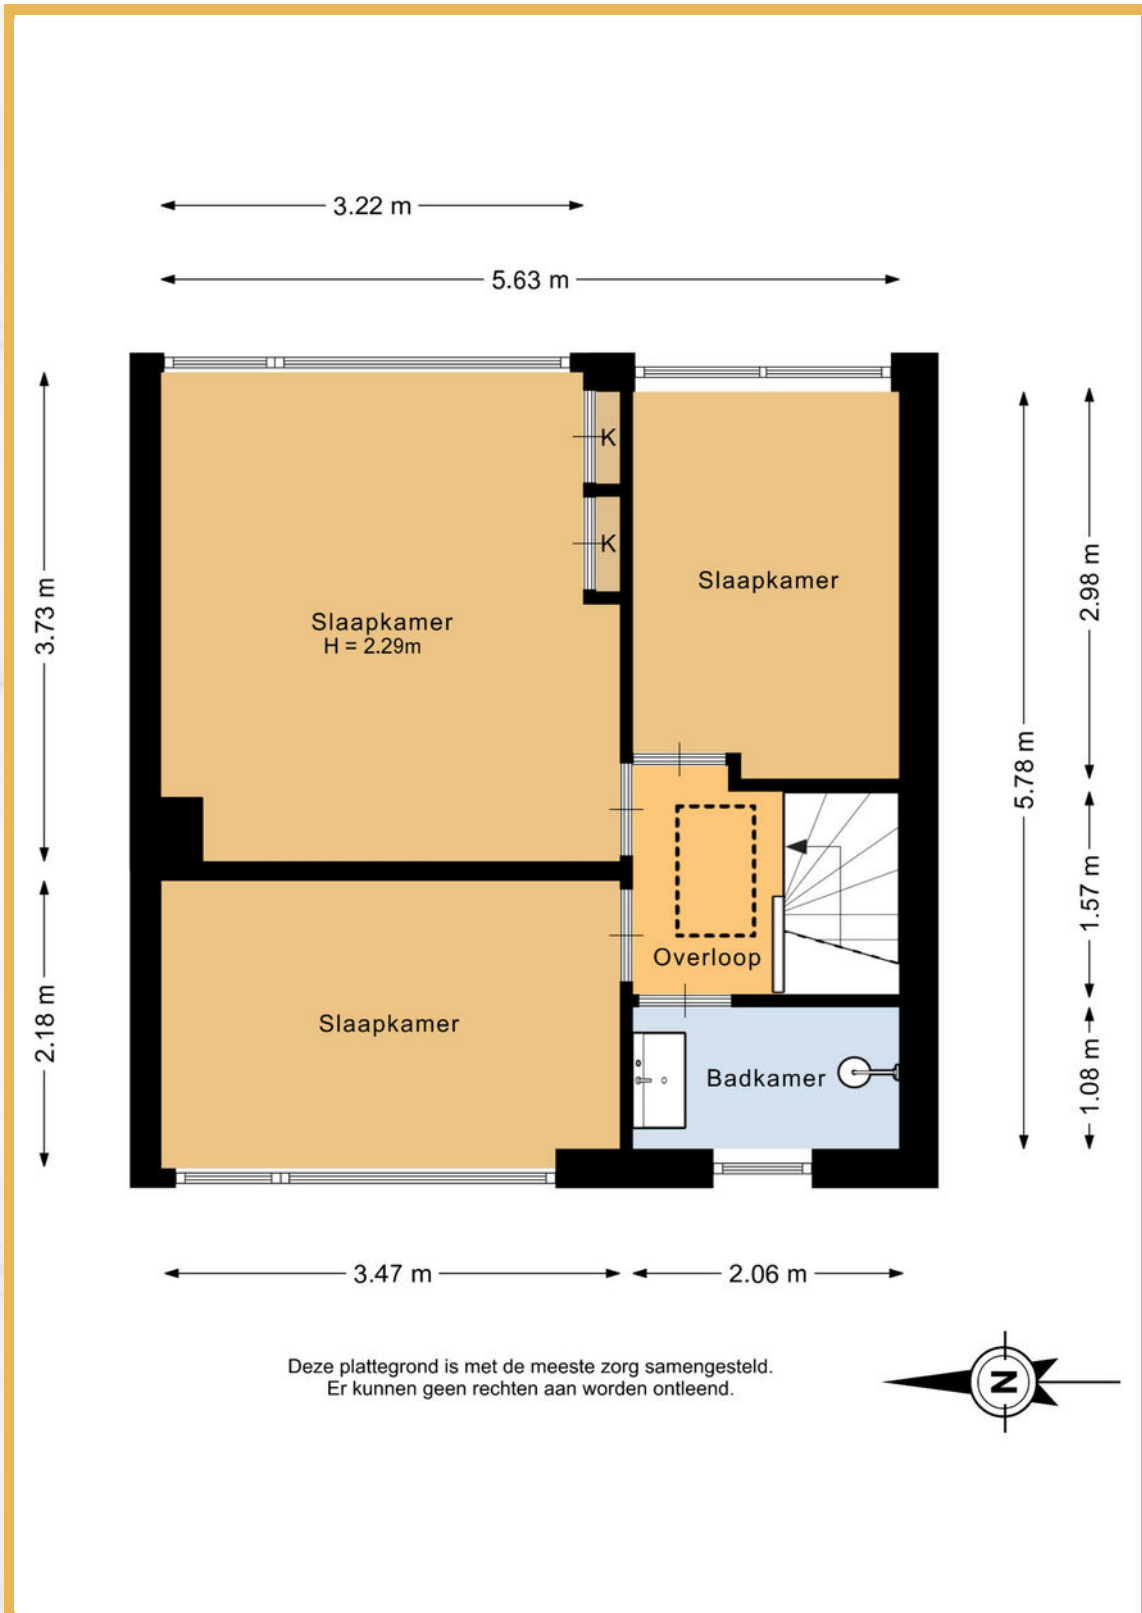 3.22 m
5.63 m
K
K
Slaapkamer
H = 2.29m
Slaapkamer
3.73 m
2.98 m
5.78 m
1.57 m
Overloop
Slaapkamer
2.18 m
Badkamer
1.08 m
3.47 m
2.06 m
Deze plattegrond is met de meeste zorg samengesteld.
Er kunnen geen rechten aan worden ontleend.
N